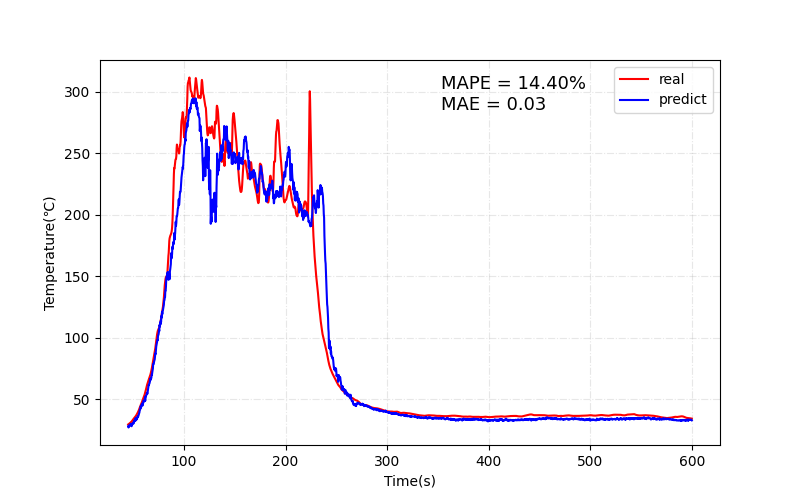 MAPE = 14.40%
MAE = 0.03
real
predict
Temperature(℃)
300
250
200
150
100
50
100
200
300
400
500
600
Time(s)